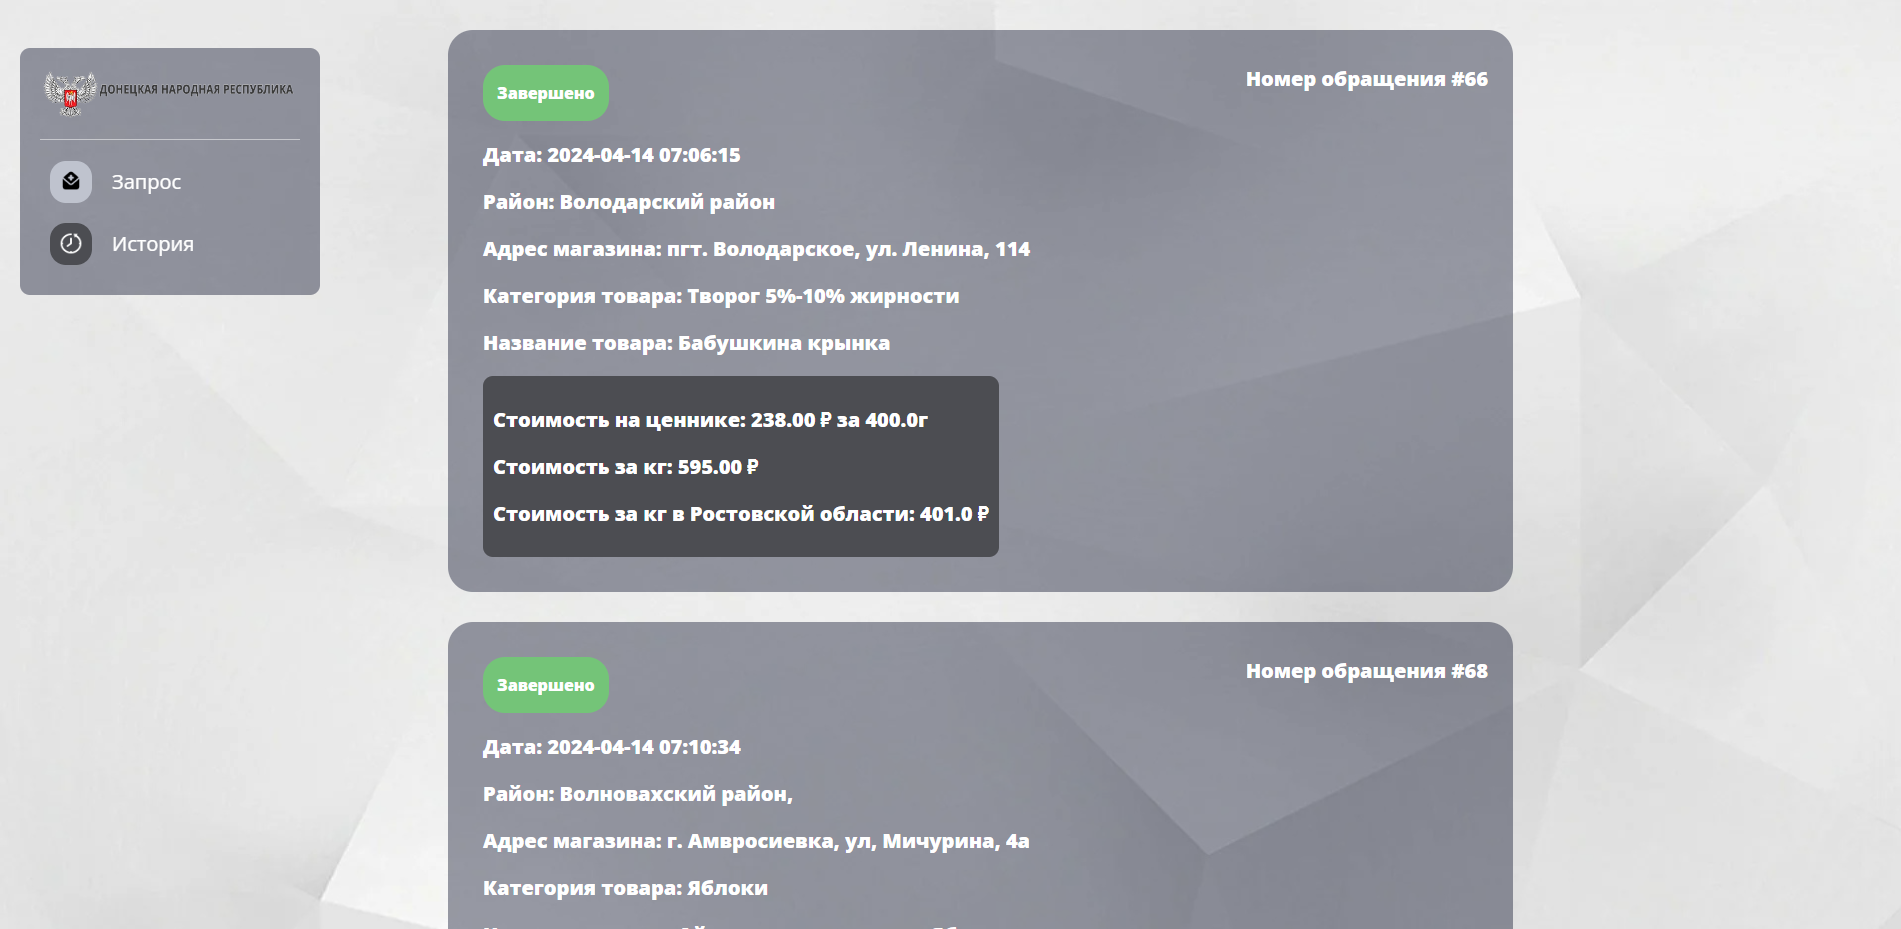 ДОНЕЦКАЯ НАРОДНАЯ РЕСПУБЛИКА
Запрос
История
Завершено
Номер обращения #66
Дата: 2024-04-14 07:06:15
Район: Володарский район
Адрес магазина: пгт. Володарское, ул. Ленина, 114
Категория товара: Творог 5%-10% жирности
Название товара: Бабушкина крынка
Стоимость на ценнике: 238.00 ₽ за 400.0г
Стоимость за кг: 595.00 ₽
Стоимость за кг в Ростовской области: 401.0 ₽
Завершено
Номер обращения #68
Дата: 2024-04-14 07:10:34
Район: Волновахский район,
Адрес магазина: г. Амвросиевка, ул, Мичурина, 4а
Категория товара: Яблоки